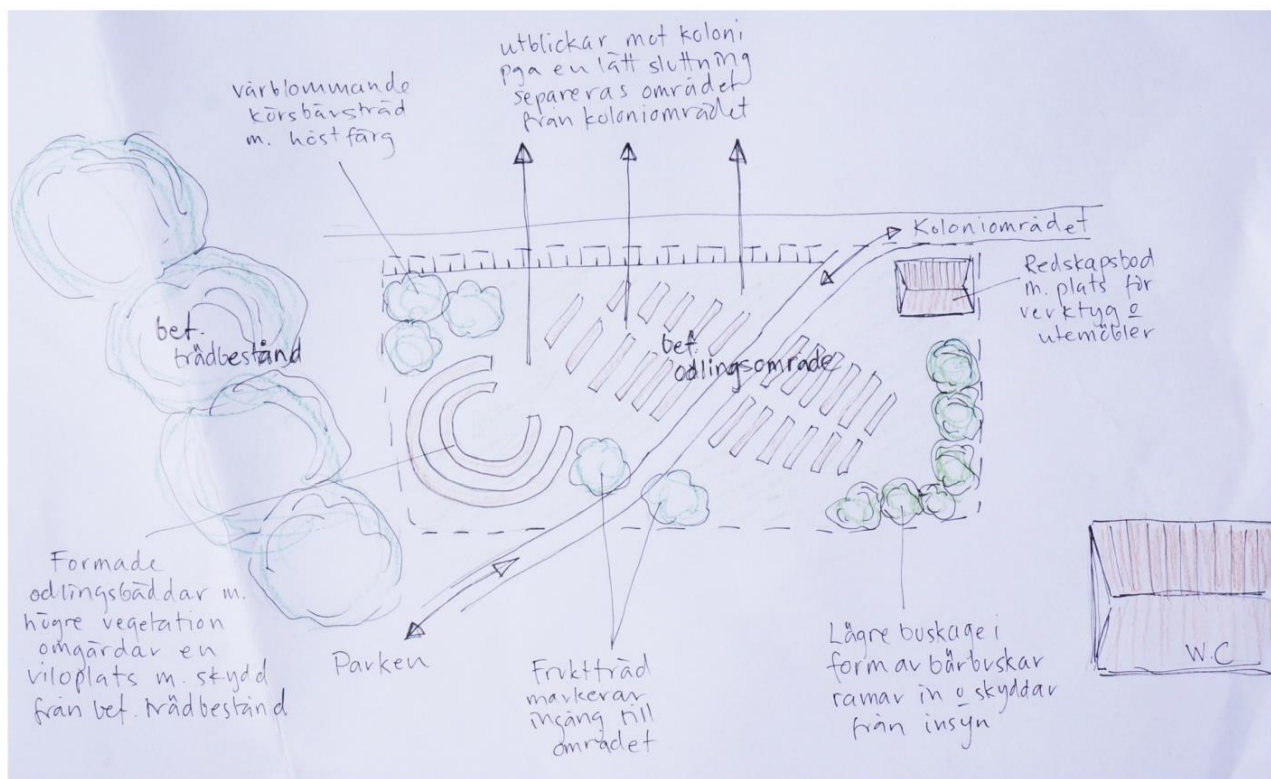 utblickar mot koloni
pga en lätt sluttning
separeras området
från koloniområdet
vårblommande
körsbärsträd
m. höstfärg
Koloniområdet
Redskapsbod
m. plats för
verktyg o
utemöbler
bef.
trädbestånd
bef.
odlingsområde
Formade
odlingsbäddar m.
högre vegetation
omgärdar en
viloplats m. skydd
från bef. trädbestånd
Parken
Fruktträd
markerar
ingång till
området
Lägre buskage i
form av bärbuskar
ramar in o skyddar
från insyn
W.C